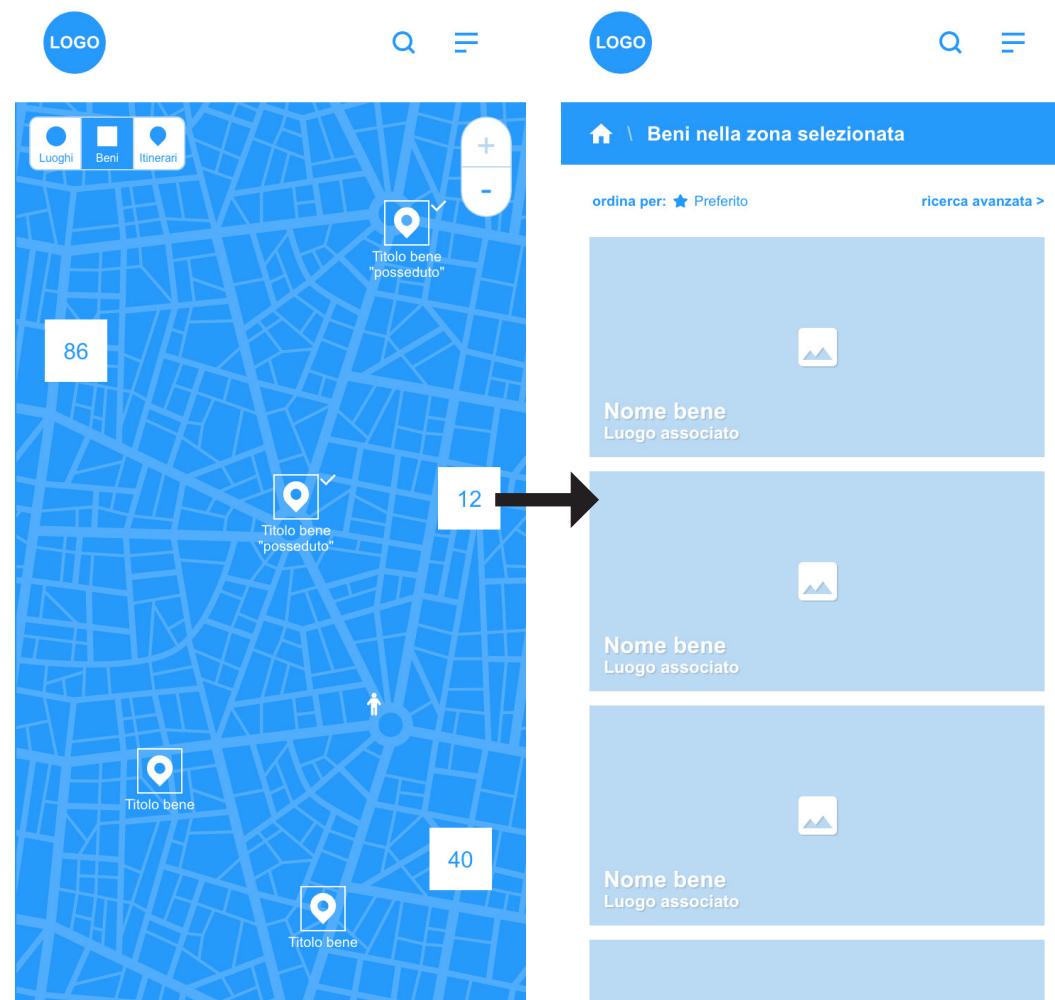 LOGO
Luoghi
Beni
Itinerari
+
-
Titolo bene
"posseduto"
86
12
Titolo bene
"posseduto"
Titolo bene
40
Titolo bene
LOGO
\ Beni nella zona selezionata
ordina per: Preferito
ricerca avanzata >
Nome bene
Luogo associato
Nome bene
Luogo associato
Nome bene
Luogo associato